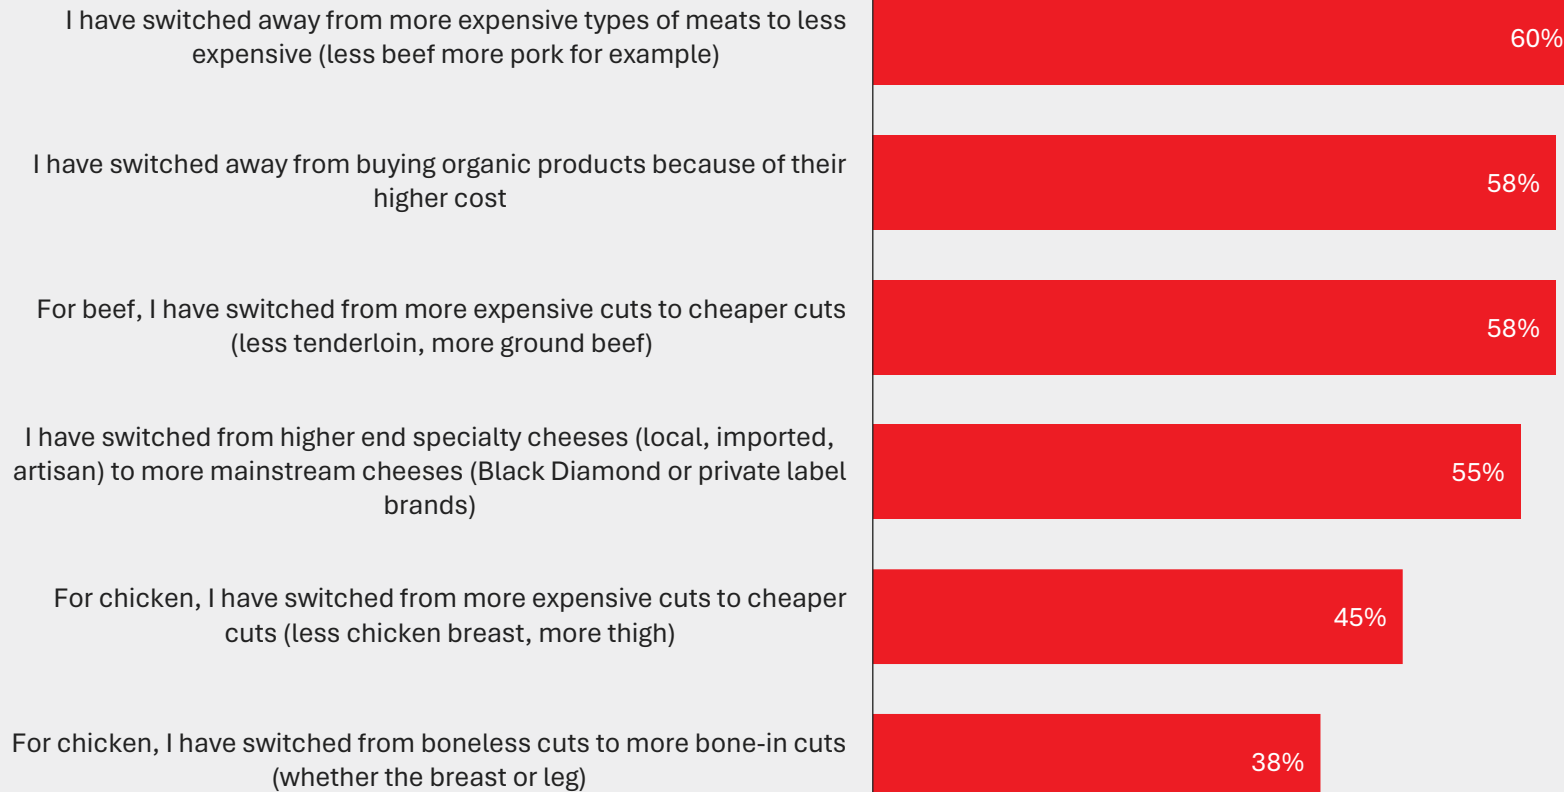 I have switched away from more expensive types of meats to less
expensive (less beef more pork for example)
60%
I have switched away from buying organic products because of their
higher cost
58%
For beef, I have switched from more expensive cuts to cheaper cuts
(less tenderloin, more ground beef)
58%
I have switched from higher end specialty cheeses (local, imported,
artisan) to more mainstream cheeses (Black Diamond or private label
brands)
55%
For chicken, I have switched from more expensive cuts to cheaper
cuts (less chicken breast, more thigh)
45%
For chicken, I have switched from boneless cuts to more bone-in cuts
(whether the breast or leg)
38%